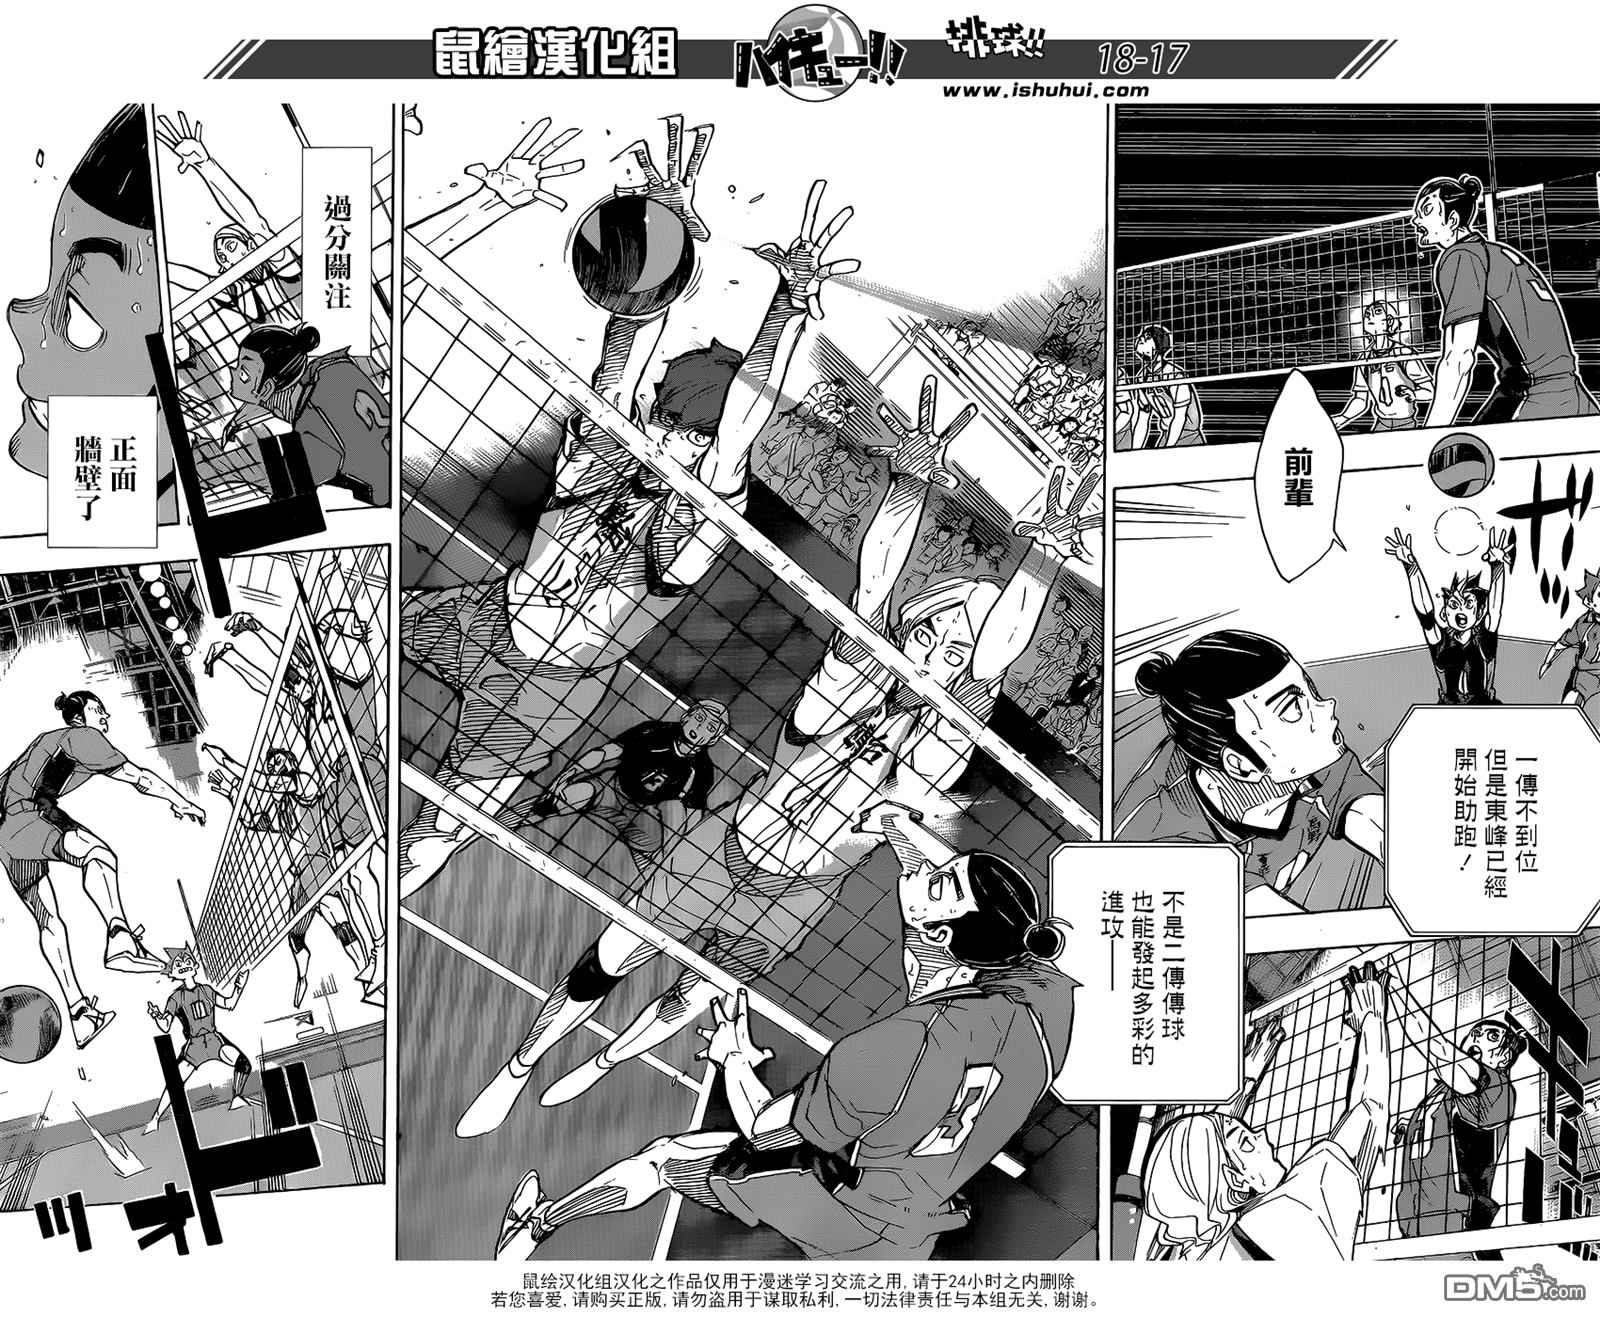 鼠繪漢化組
ハイキュー!!
排球!!
18-17
www.ishuhui.com
前輩
一傳不到位
但是東峰已經
開始助跑！
不是二傳傳球
也能發起多彩的
進攻——
過分關注
正面
牆壁了
鼠绘汉化组汉化之作品仅用于漫迷学习交流之用,请于24小时之内删除
若您喜爱,请购买正版,请勿盗用于谋取私利,一切法律责任与本组无关,谢谢。
DM5.com